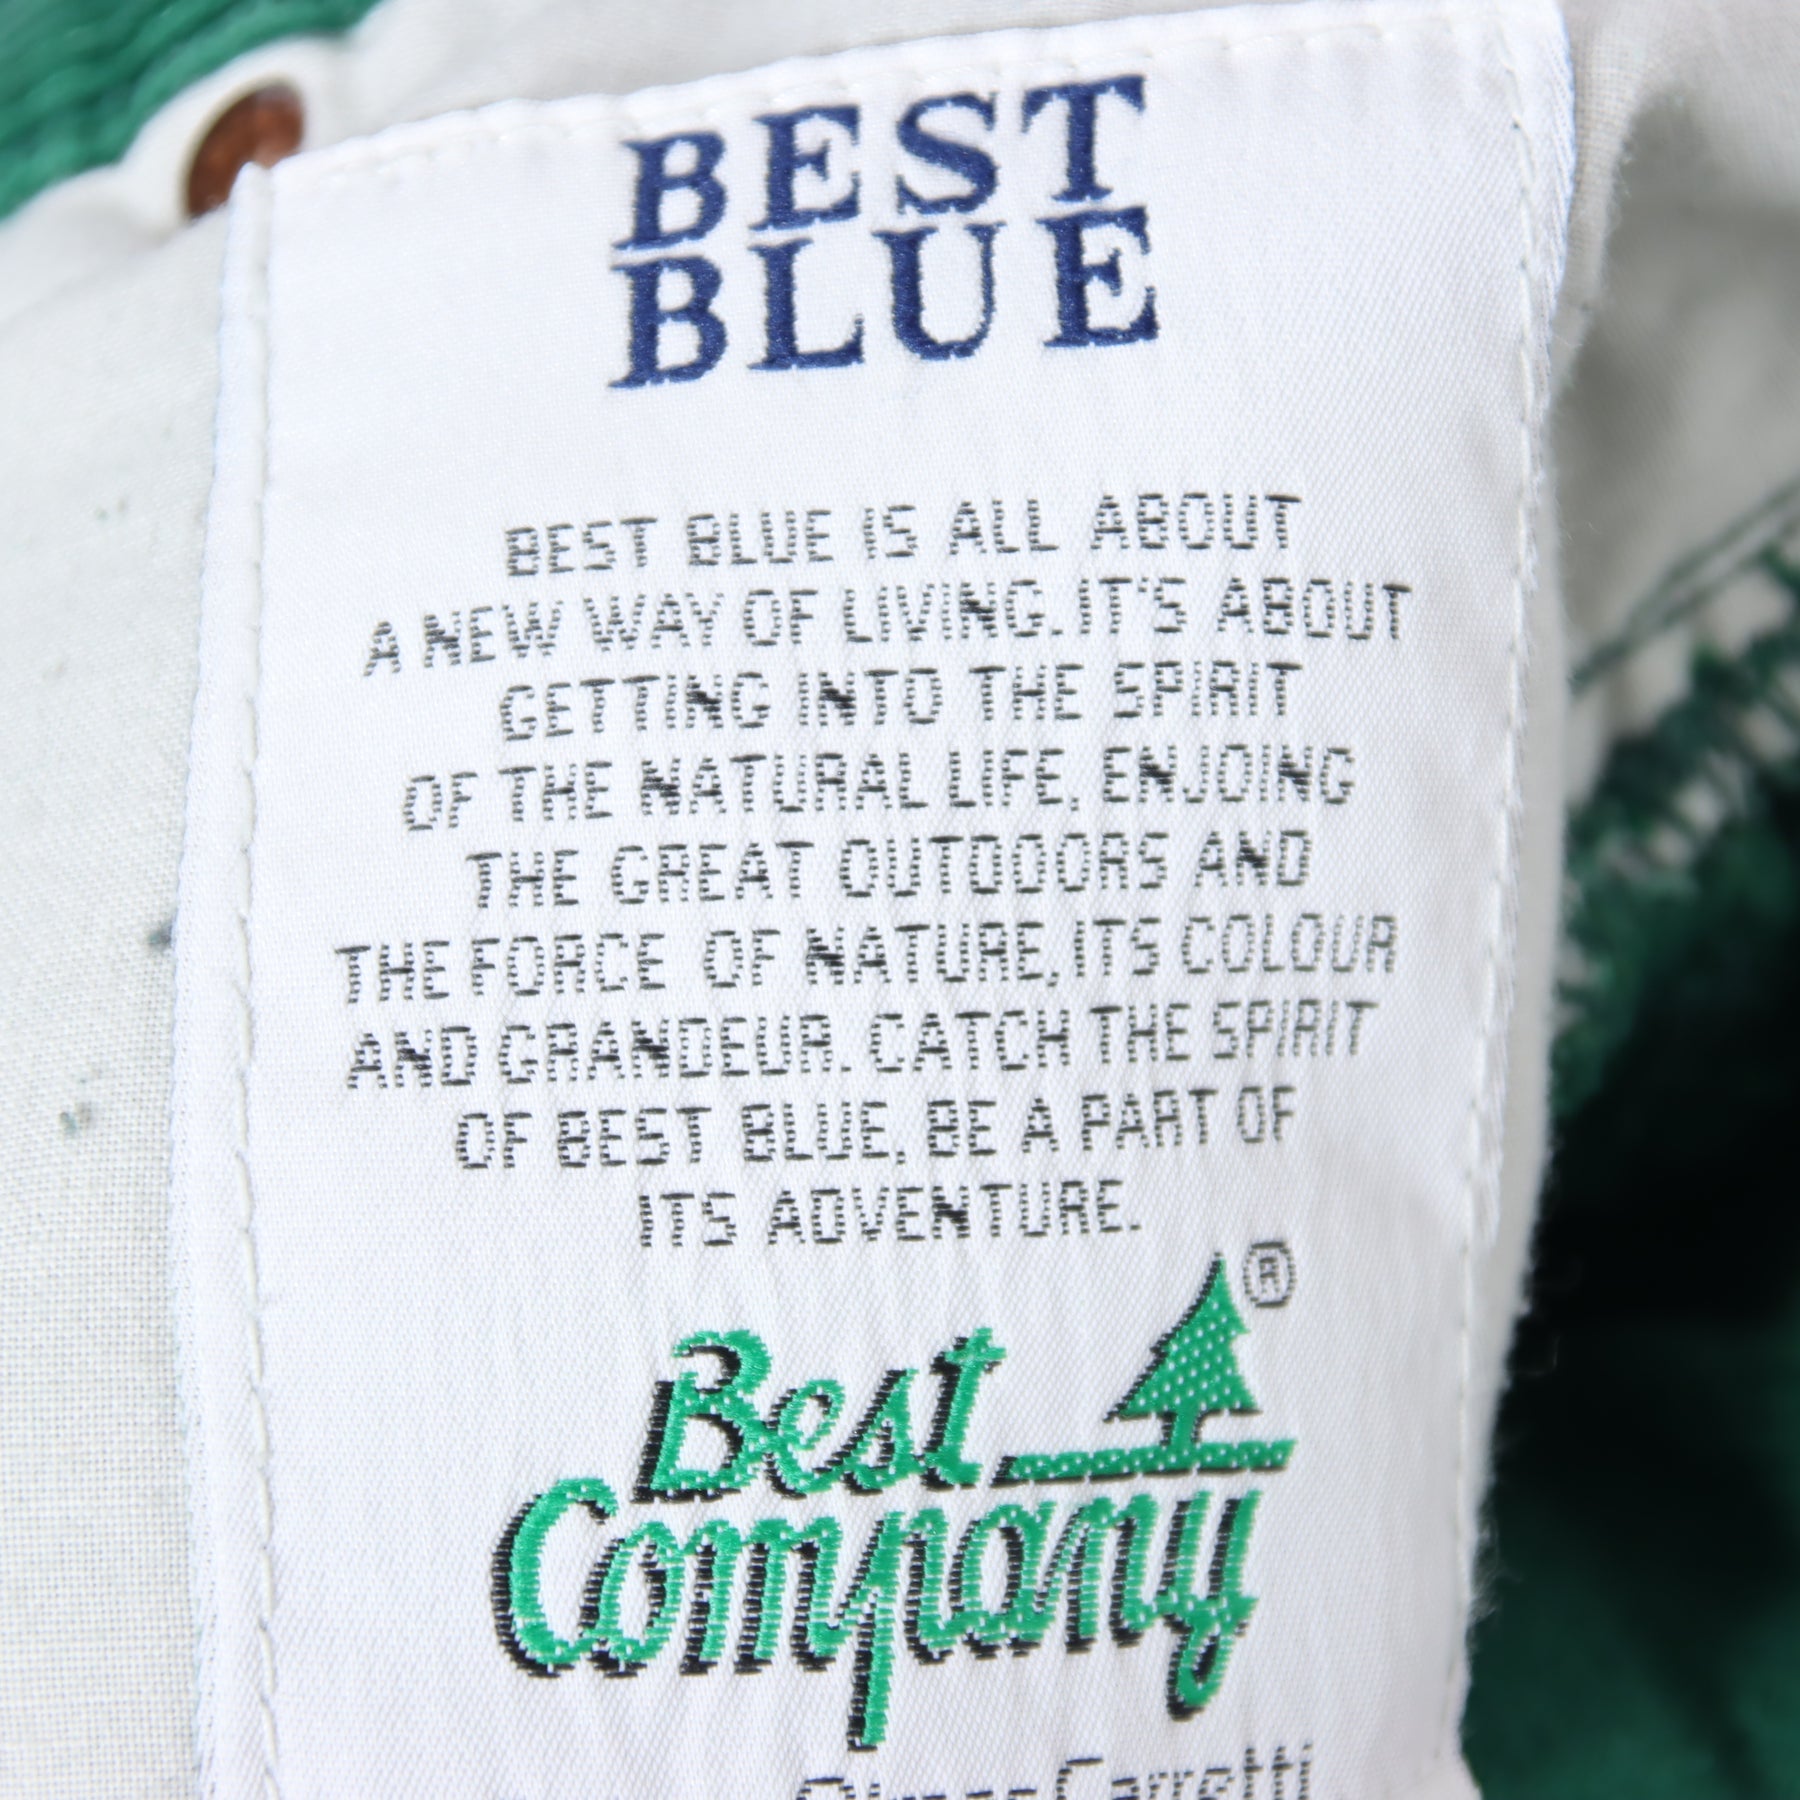 BEST
BLUE
BEST BLUE IS ALL ABOUT
A NEW WAY OF LIVING. IT'S ABOUT
GETTING INTO THE SPIRIT
OF THE NATURAL LIFE, ENJOING
THE GREAT OUTDOORS AND
THE FORCE OF NATURE, ITS COLOUR
AND GRANDEUR. CATCH THE SPIRIT
OF BEST BLUE, BE A PART OF
ITS ADVENTURE.
®
Best
Company
Carretti